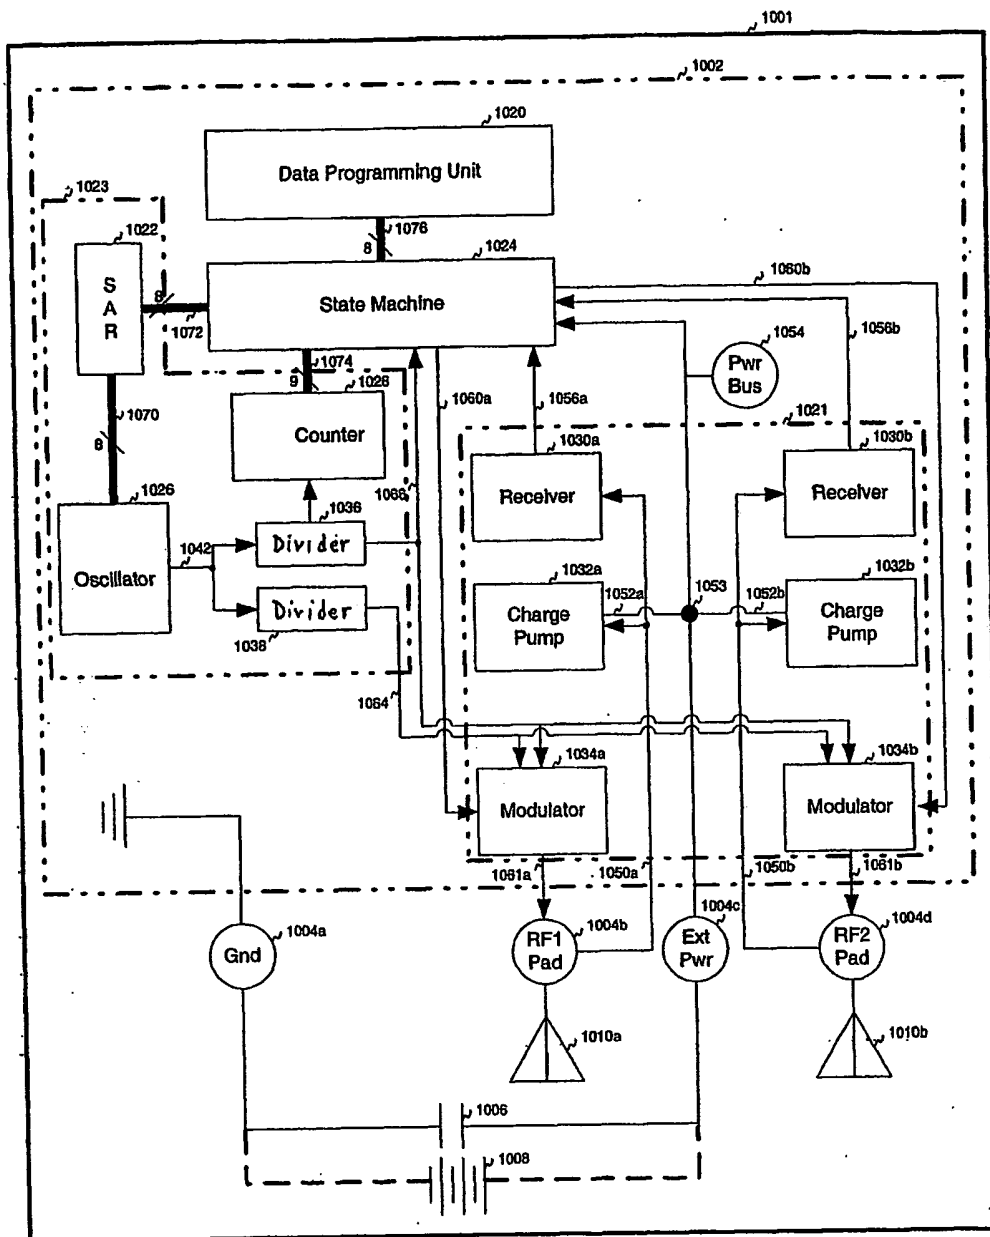 1001
1002
1020
Data Programming Unit
1023
1022
S
A
R
8
1076
8
1024
State Machine
1072
1060b
1056b
1054
Pwr
Bus
1074
9
1028
Counter
1060a
1056a
1021
1070
8
1030a
Receiver
1030b
Receiver
1066
1026
Oscillator
1042
1036
Divider
Divider
1038
1032a
1052a
Charge
Pump
1053
1052b
1032b
Charge
Pump
1064
1034a
Modulator
1034b
Modulator
1061a
1050a
1050b
1061b
1004a
Gnd
1004b
RF1
Pad
1004c
Ext
Pwr
1004d
RF2
Pad
1010a
1010b
1006
1008